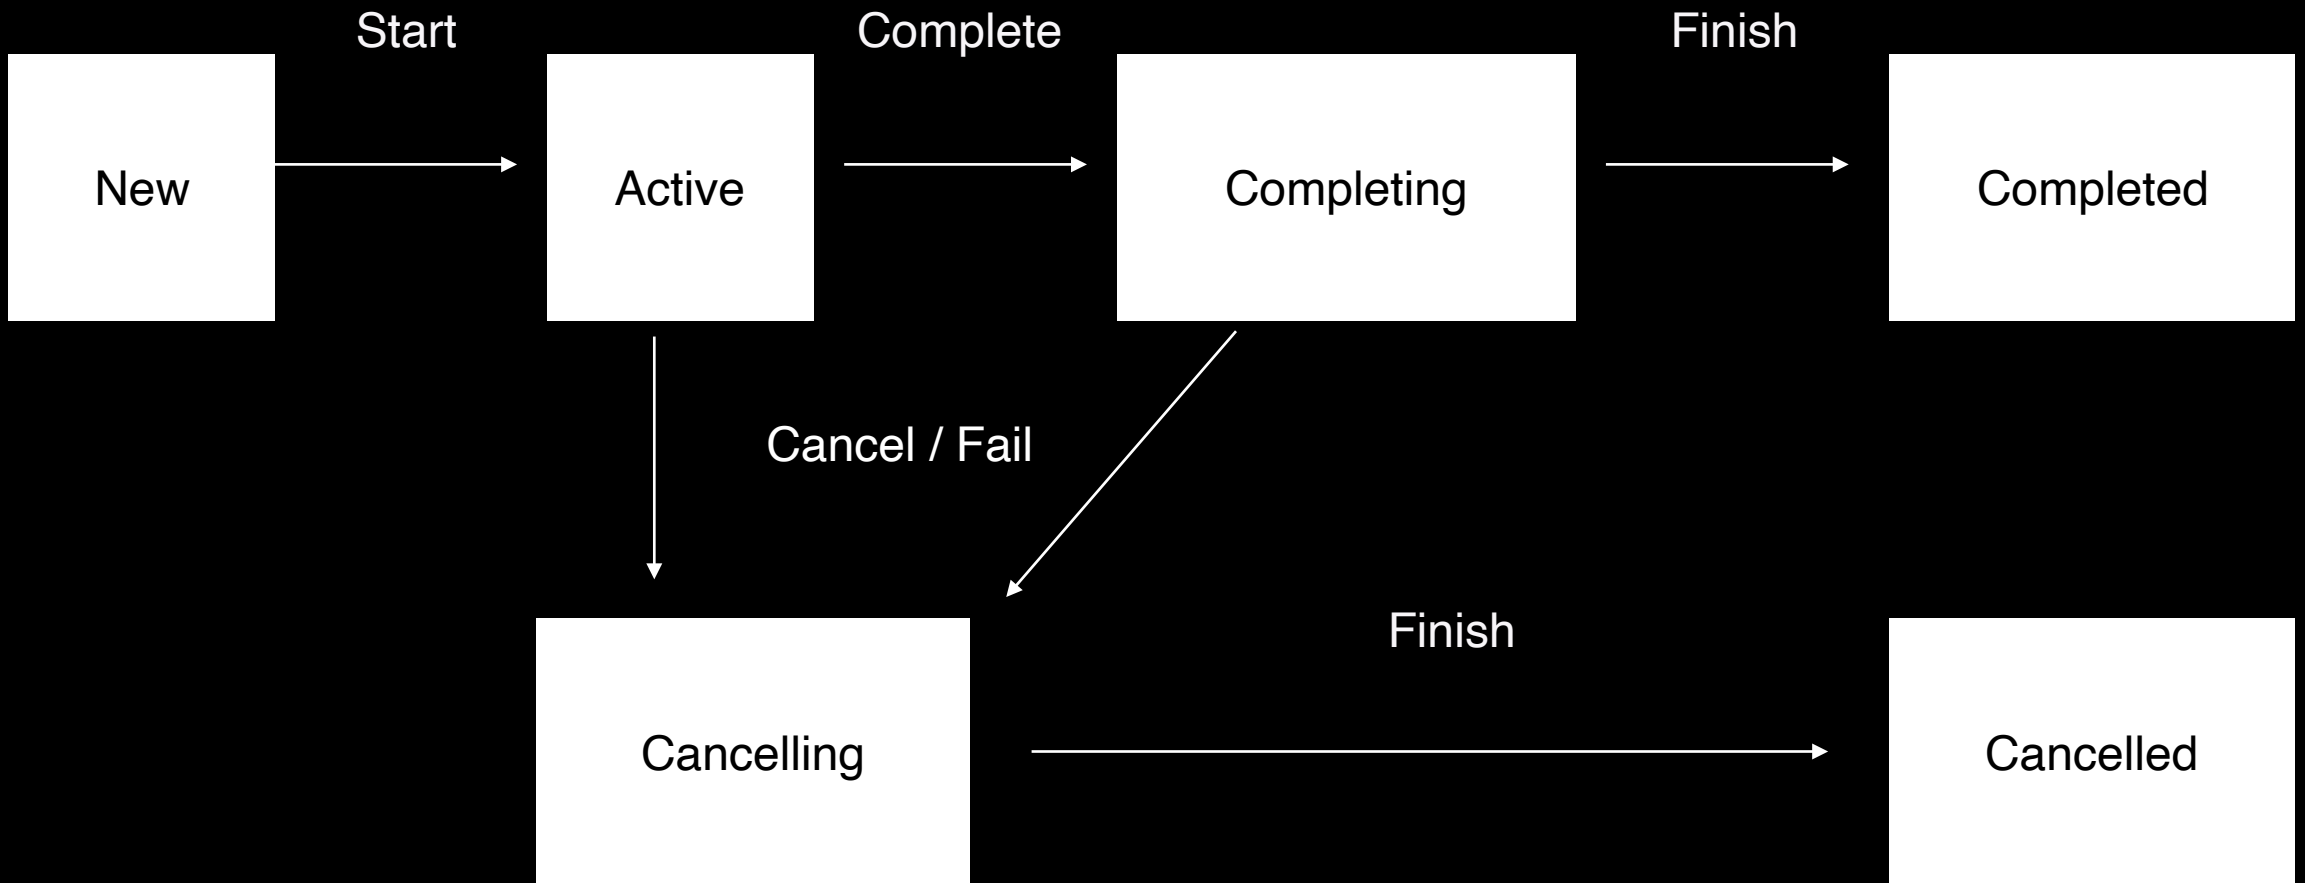 Start
Complete
Finish
New
Active
Completing
Completed
Cancel / Fail
Finish
Cancelling
Cancelled